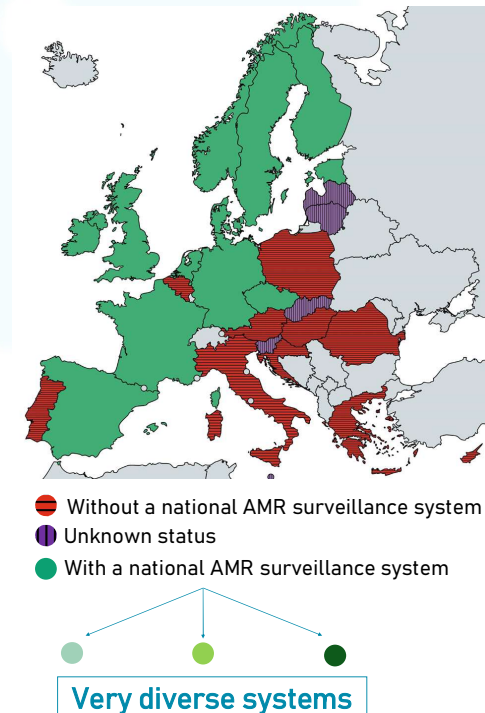 Without a national AMR surveillance system
Unknown status
With a national AMR surveillance system
Very diverse systems